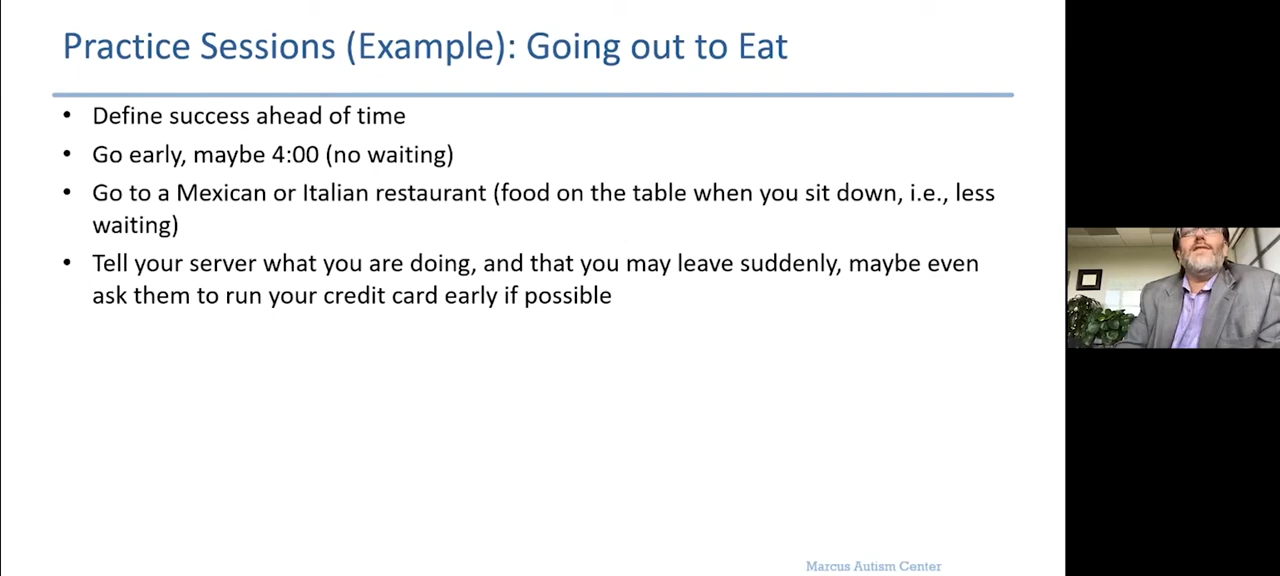 Practice Sessions (Example): Going out to Eat
• Define success ahead of time
• Go early, maybe 4:00 (no waiting)
• Go to a Mexican or Italian restaurant (food on the table when you sit down, i.e., less
waiting)
• Tell your server what you are doing, and that you may leave suddenly, maybe even
ask them to run your credit card early if possible
Marcus Autism Center